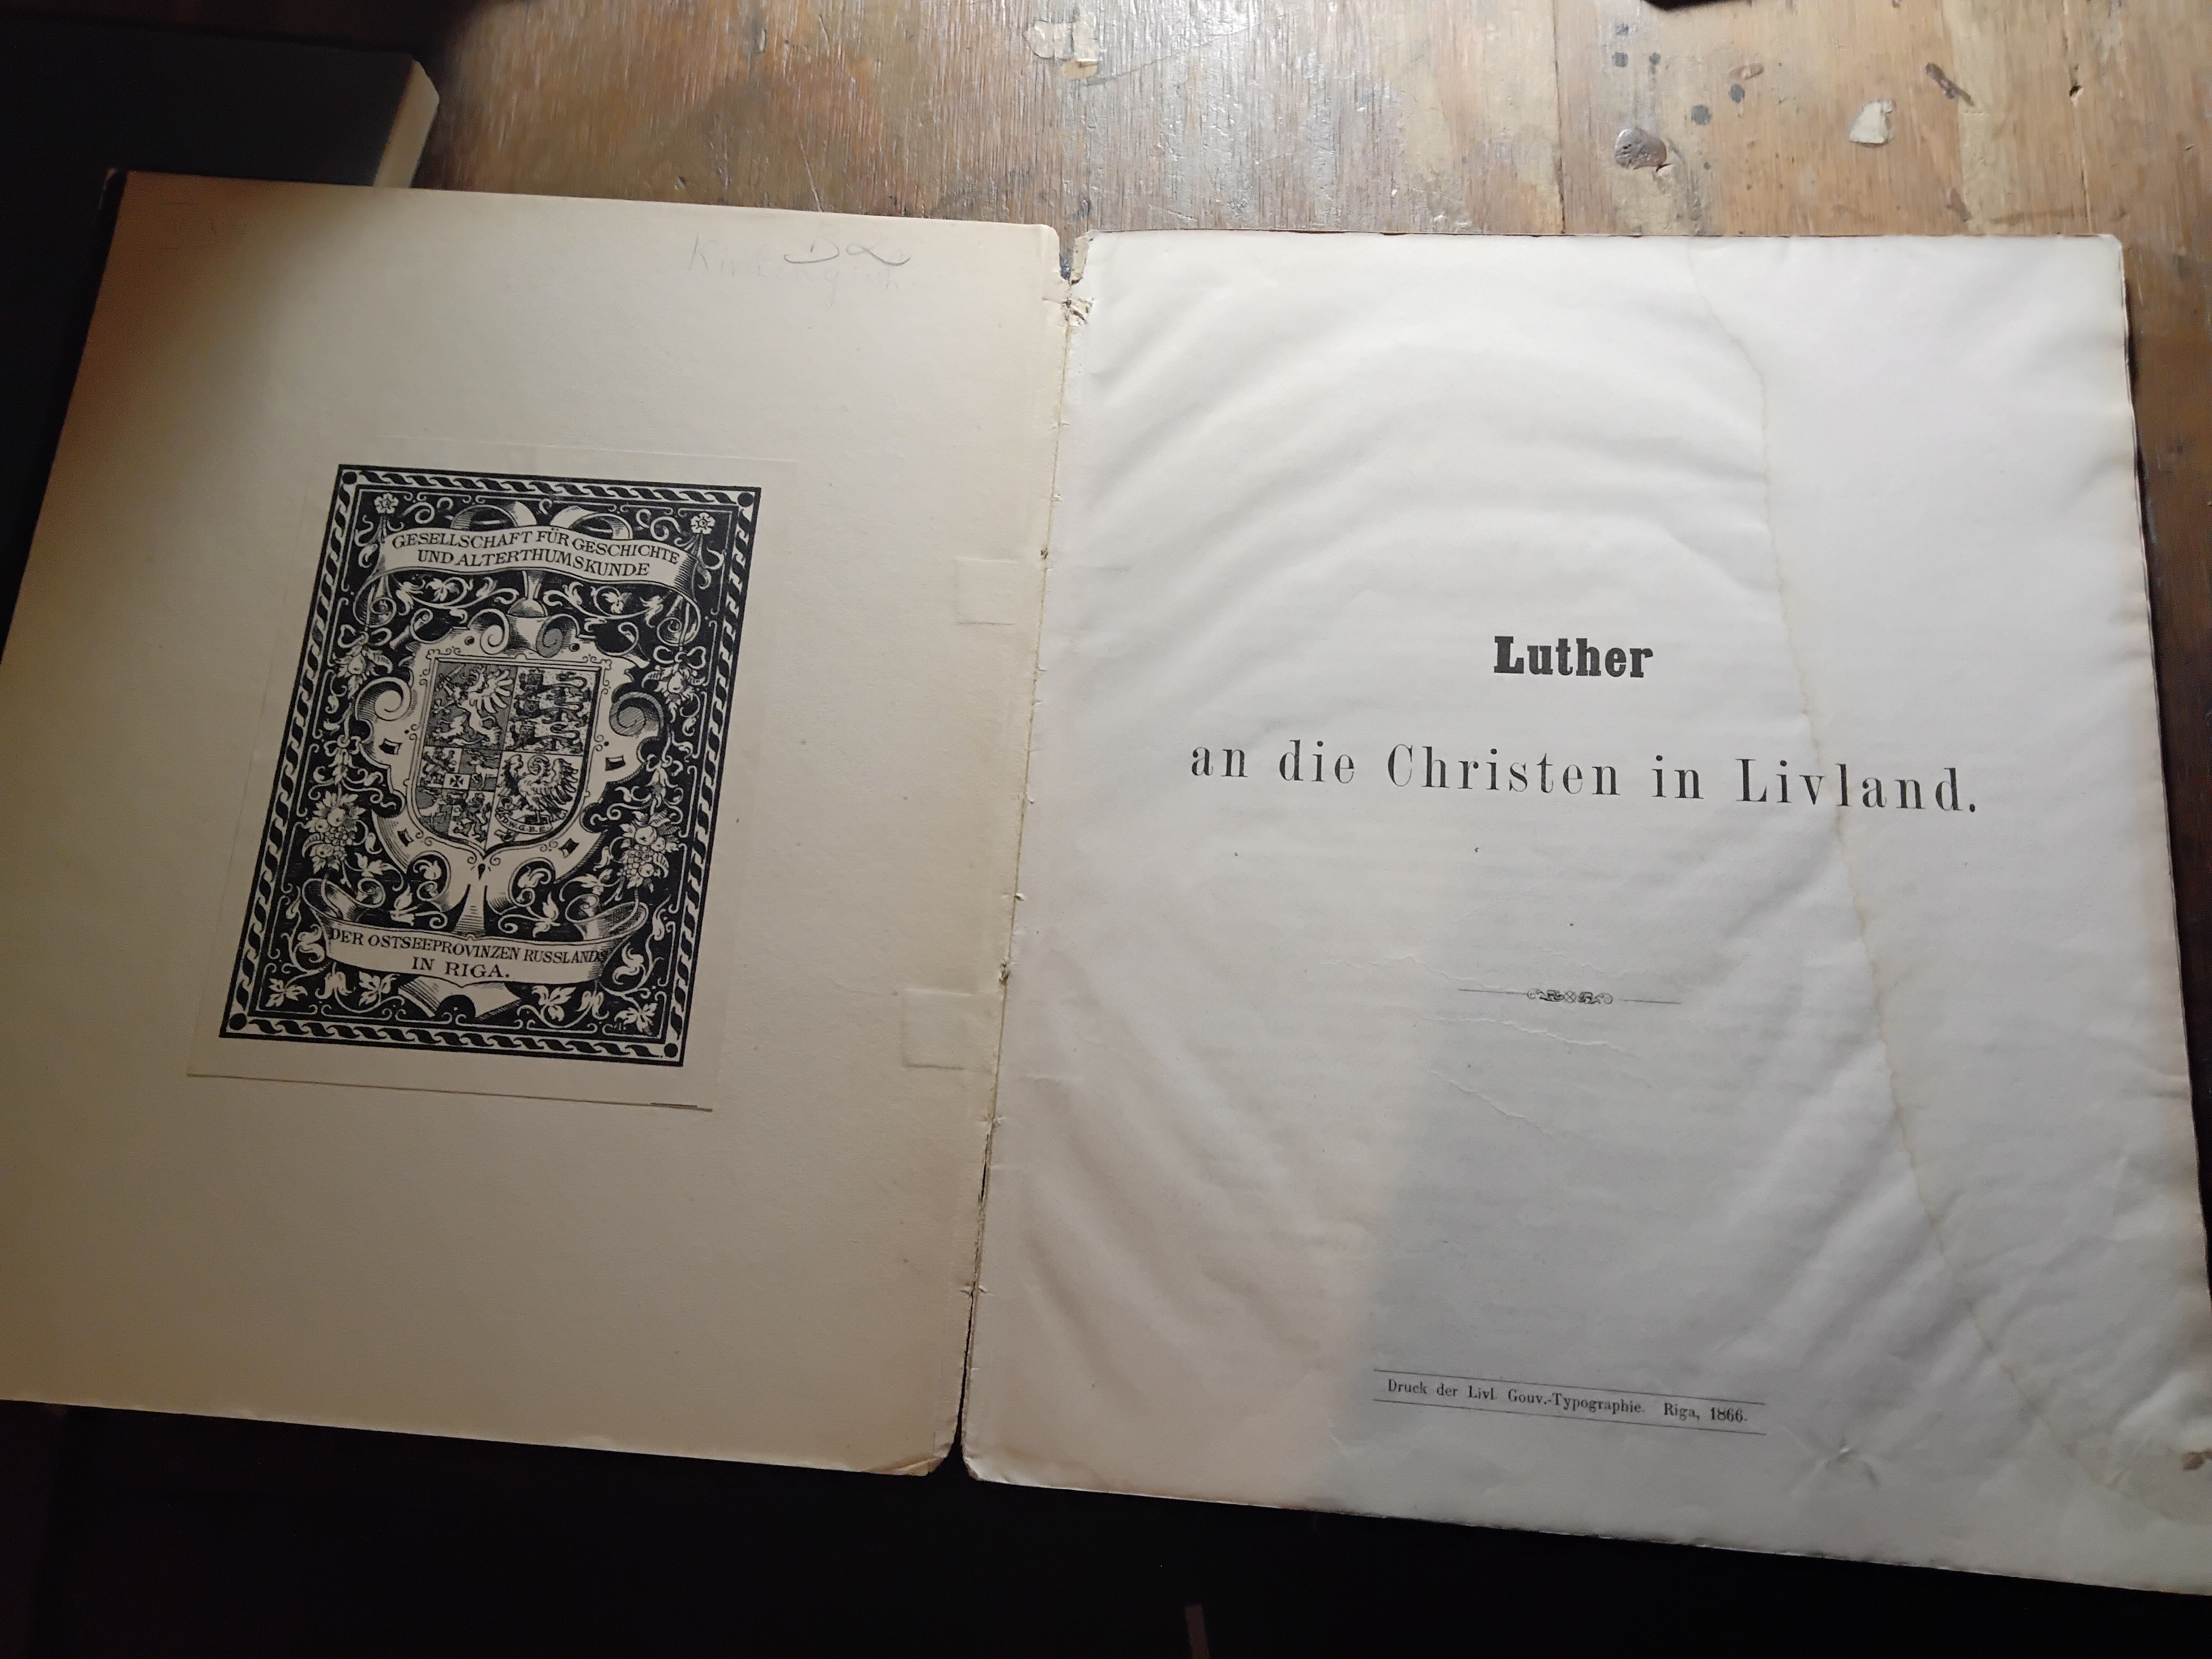 GESELLSCHAFT FÜR GESCHICHTE
UND ALTERTHUMSKUNDE
DER OSTSEEPROVINZEN RUSSLANDS
IN RIGA.
Luther
an die Christen in Livland.
Druck der Livl. Gouv.-Typographie. Riga, 1866.